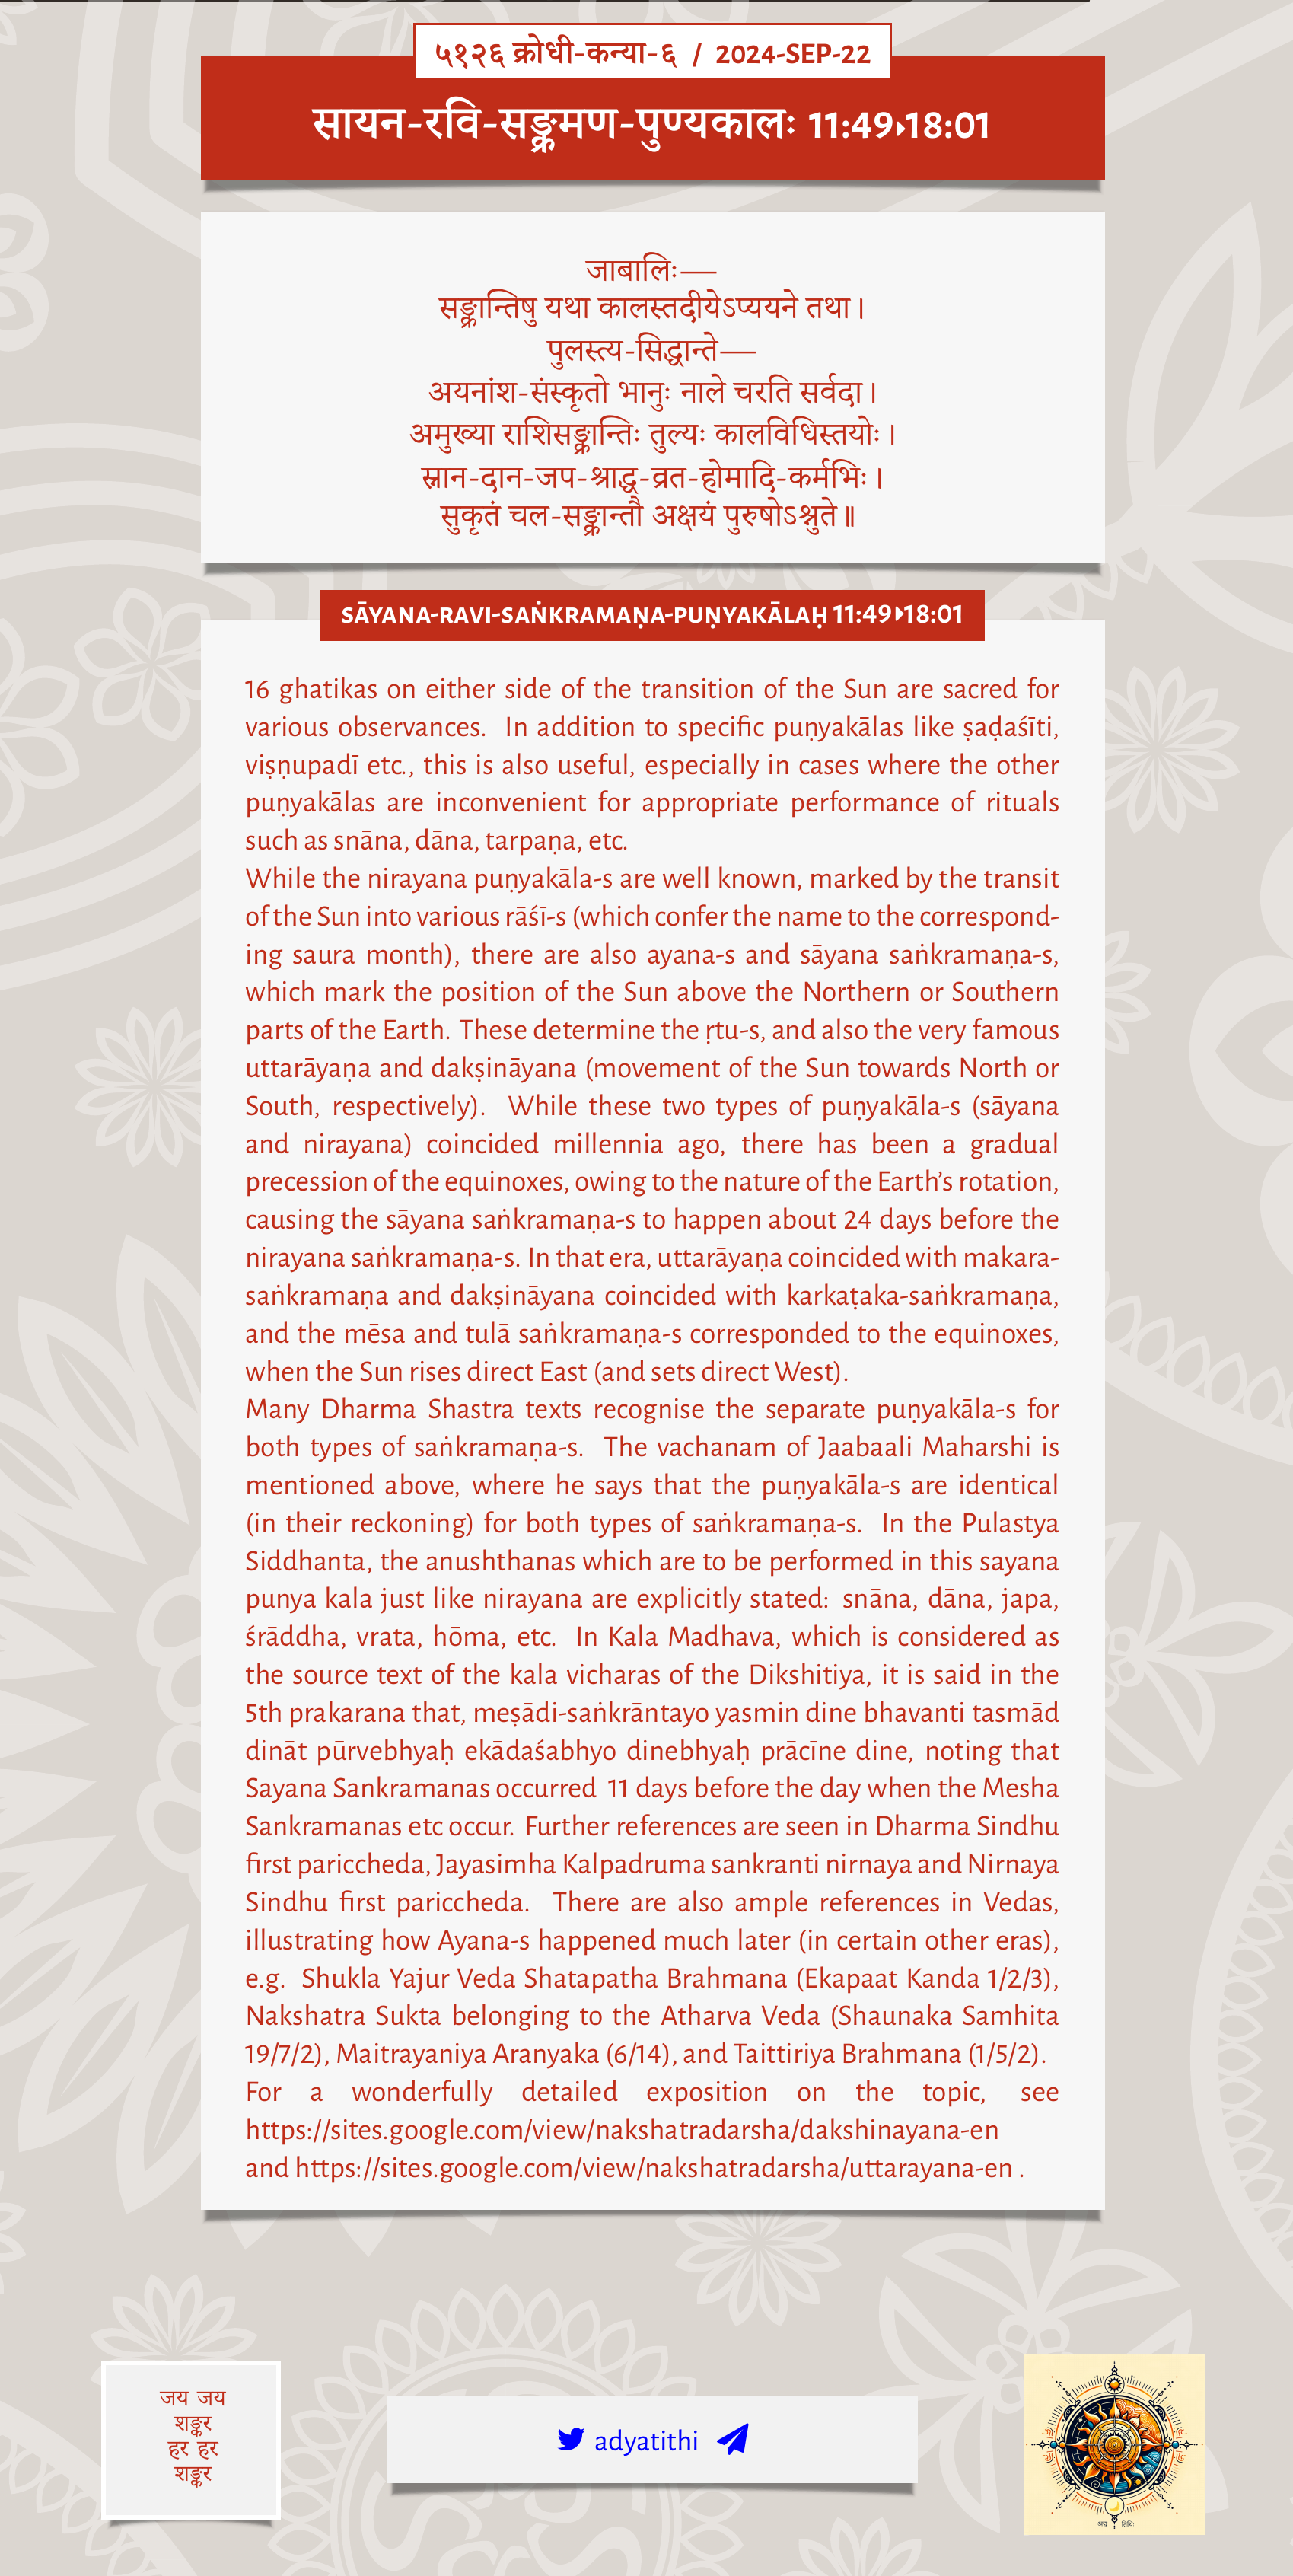 ५१२६ क्रोधी-कन्या-६ / 2024-SEP-22
सायन-रवि-सङ्क्रमण-पुण्यकालः 11:49▸18:01
जाबालिः—
सङ्क्रान्तिषु यथा कालस्तदीयेऽप्ययने तथा।
पुलस्त्य-सिद्धान्ते—
अयनांश-संस्कृतो भानुः नाले चरति सर्वदा।
अमुख्या राशिसङ्क्रान्तिः तुल्यः कालविधिस्तयोः।
स्नान-दान-जप-श्राद्ध-व्रत-होमादि-कर्मभिः।
सुकृतं चल-सङ्क्रान्तौ अक्षयं पुरुषोऽश्नुते॥
SĀYANA-RAVI-SAṄKRAMAṆA-PUṆYAKĀLAḤ 11:49▸18:01
16 ghatikas on either side of the transition of the Sun are sacred for
various observances. In addition to specific puṇyakālas like ṣaḍaśīti,
viṣṇupadī etc., this is also useful, especially in cases where the other
puṇyakālas are inconvenient for appropriate performance of rituals
such as snāna, dāna, tarpaṇa, etc.
While the nirayana puṇyakāla-s are well known, marked by the transit
of the Sun into various rāśī-s (which confer the name to the correspond-
ing saura month), there are also ayana-s and sāyana saṅkramaṇa-s,
which mark the position of the Sun above the Northern or Southern
parts of the Earth. These determine the ṛtu-s, and also the very famous
uttarāyaṇa and dakṣināyana (movement of the Sun towards North or
South, respectively). While these two types of puṇyakāla-s (sāyana
and nirayana) coincided millennia ago, there has been a gradual
precession of the equinoxes, owing to the nature of the Earth’s rotation,
causing the sāyana saṅkramaṇa-s to happen about 24 days before the
nirayana saṅkramaṇa-s. In that era, uttarāyaṇa coincided with makara-
saṅkramaṇa and dakṣināyana coincided with karkaṭaka-saṅkramaṇa,
and the mēsa and tulā saṅkramaṇa-s corresponded to the equinoxes,
when the Sun rises direct East (and sets direct West).
Many Dharma Shastra texts recognise the separate puṇyakāla-s for
both types of saṅkramaṇa-s. The vachanam of Jaabaali Maharshi is
mentioned above, where he says that the puṇyakāla-s are identical
(in their reckoning) for both types of saṅkramaṇa-s. In the Pulastya
Siddhanta, the anushthanas which are to be performed in this sayana
punya kala just like nirayana are explicitly stated: snāna, dāna, japa,
śrāddha, vrata, hōma, etc. In Kala Madhava, which is considered as
the source text of the kala vicharas of the Dikshitiya, it is said in the
5th prakarana that, meṣādi-saṅkrāntayo yasmin dine bhavanti tasmād
dināt pūrvebhyaḥ ekādaśabhyo dinebhyaḥ prācīne dine, noting that
Sayana Sankramanas occurred 11 days before the day when the Mesha
Sankramanas etc occur. Further references are seen in Dharma Sindhu
first pariccheda, Jayasimha Kalpadruma sankranti nirnaya and Nirnaya
Sindhu first pariccheda. There are also ample references in Vedas,
illustrating how Ayana-s happened much later (in certain other eras),
e.g. Shukla Yajur Veda Shatapatha Brahmana (Ekapaat Kanda 1/2/3),
Nakshatra Sukta belonging to the Atharva Veda (Shaunaka Samhita
19/7/2), Maitrayaniya Aranyaka (6/14), and Taittiriya Brahmana (1/5/2).
For a wonderfully detailed exposition on the topic, see
https://sites.google.com/view/nakshatradarsha/dakshinayana-en
and https://sites.google.com/view/nakshatradarsha/uttarayana-en .
जय जय
शङ्कर
हर हर
शङ्कर
adyatithi
अद्य तिथिः